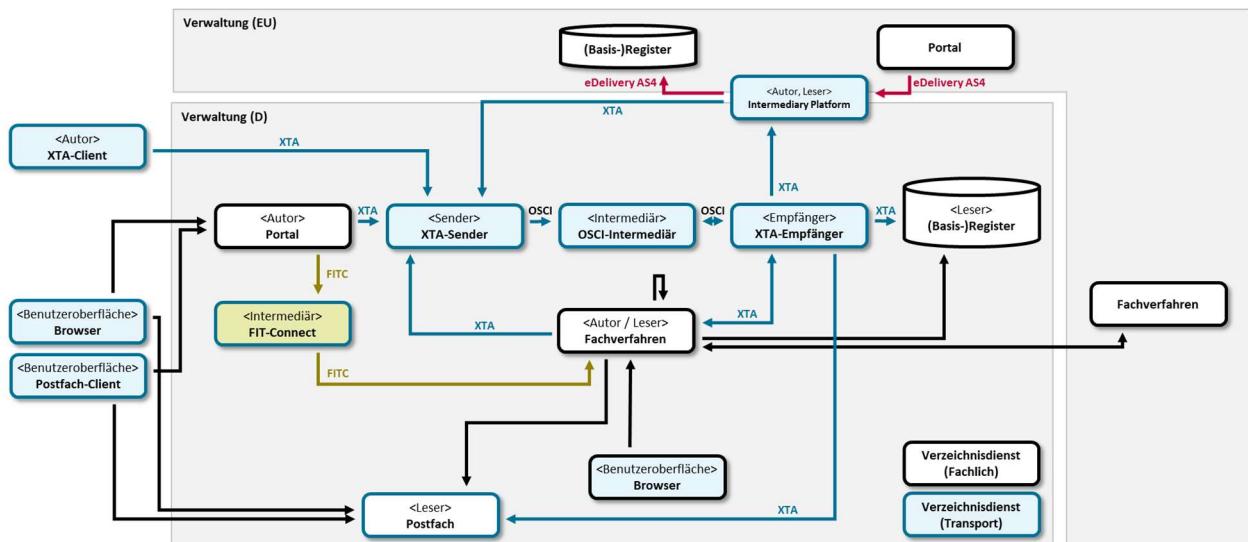 Verwaltung (EU)
(Basis-)Register
Portal
eDelivery AS4
eDelivery AS4
<Autor, Leser>
Intermediary Platform
Verwaltung (D)
XTA
<Autor>
XTA-Client
XTA
XTA
<Autor>
Portal
XTA
<Sender>
XTA-Sender
OSCI
<Intermediär>
OSCI-Intermediär
OSCI
<Empfänger>
XTA-Empfänger
XTA
<Leser>
(Basis-)Register
FITC
<Benutzeroberfläche>
Browser
<Intermediär>
FIT-Connect
XTA
<Autor / Leser>
Fachverfahren
XTA
Fachverfahren
<Benutzeroberfläche>
Postfach-Client
FITC
<Benutzeroberfläche>
Browser
Verzeichnisdienst
(Fachlich)
<Leser>
Postfach
XTA
Verzeichnisdienst
(Transport)